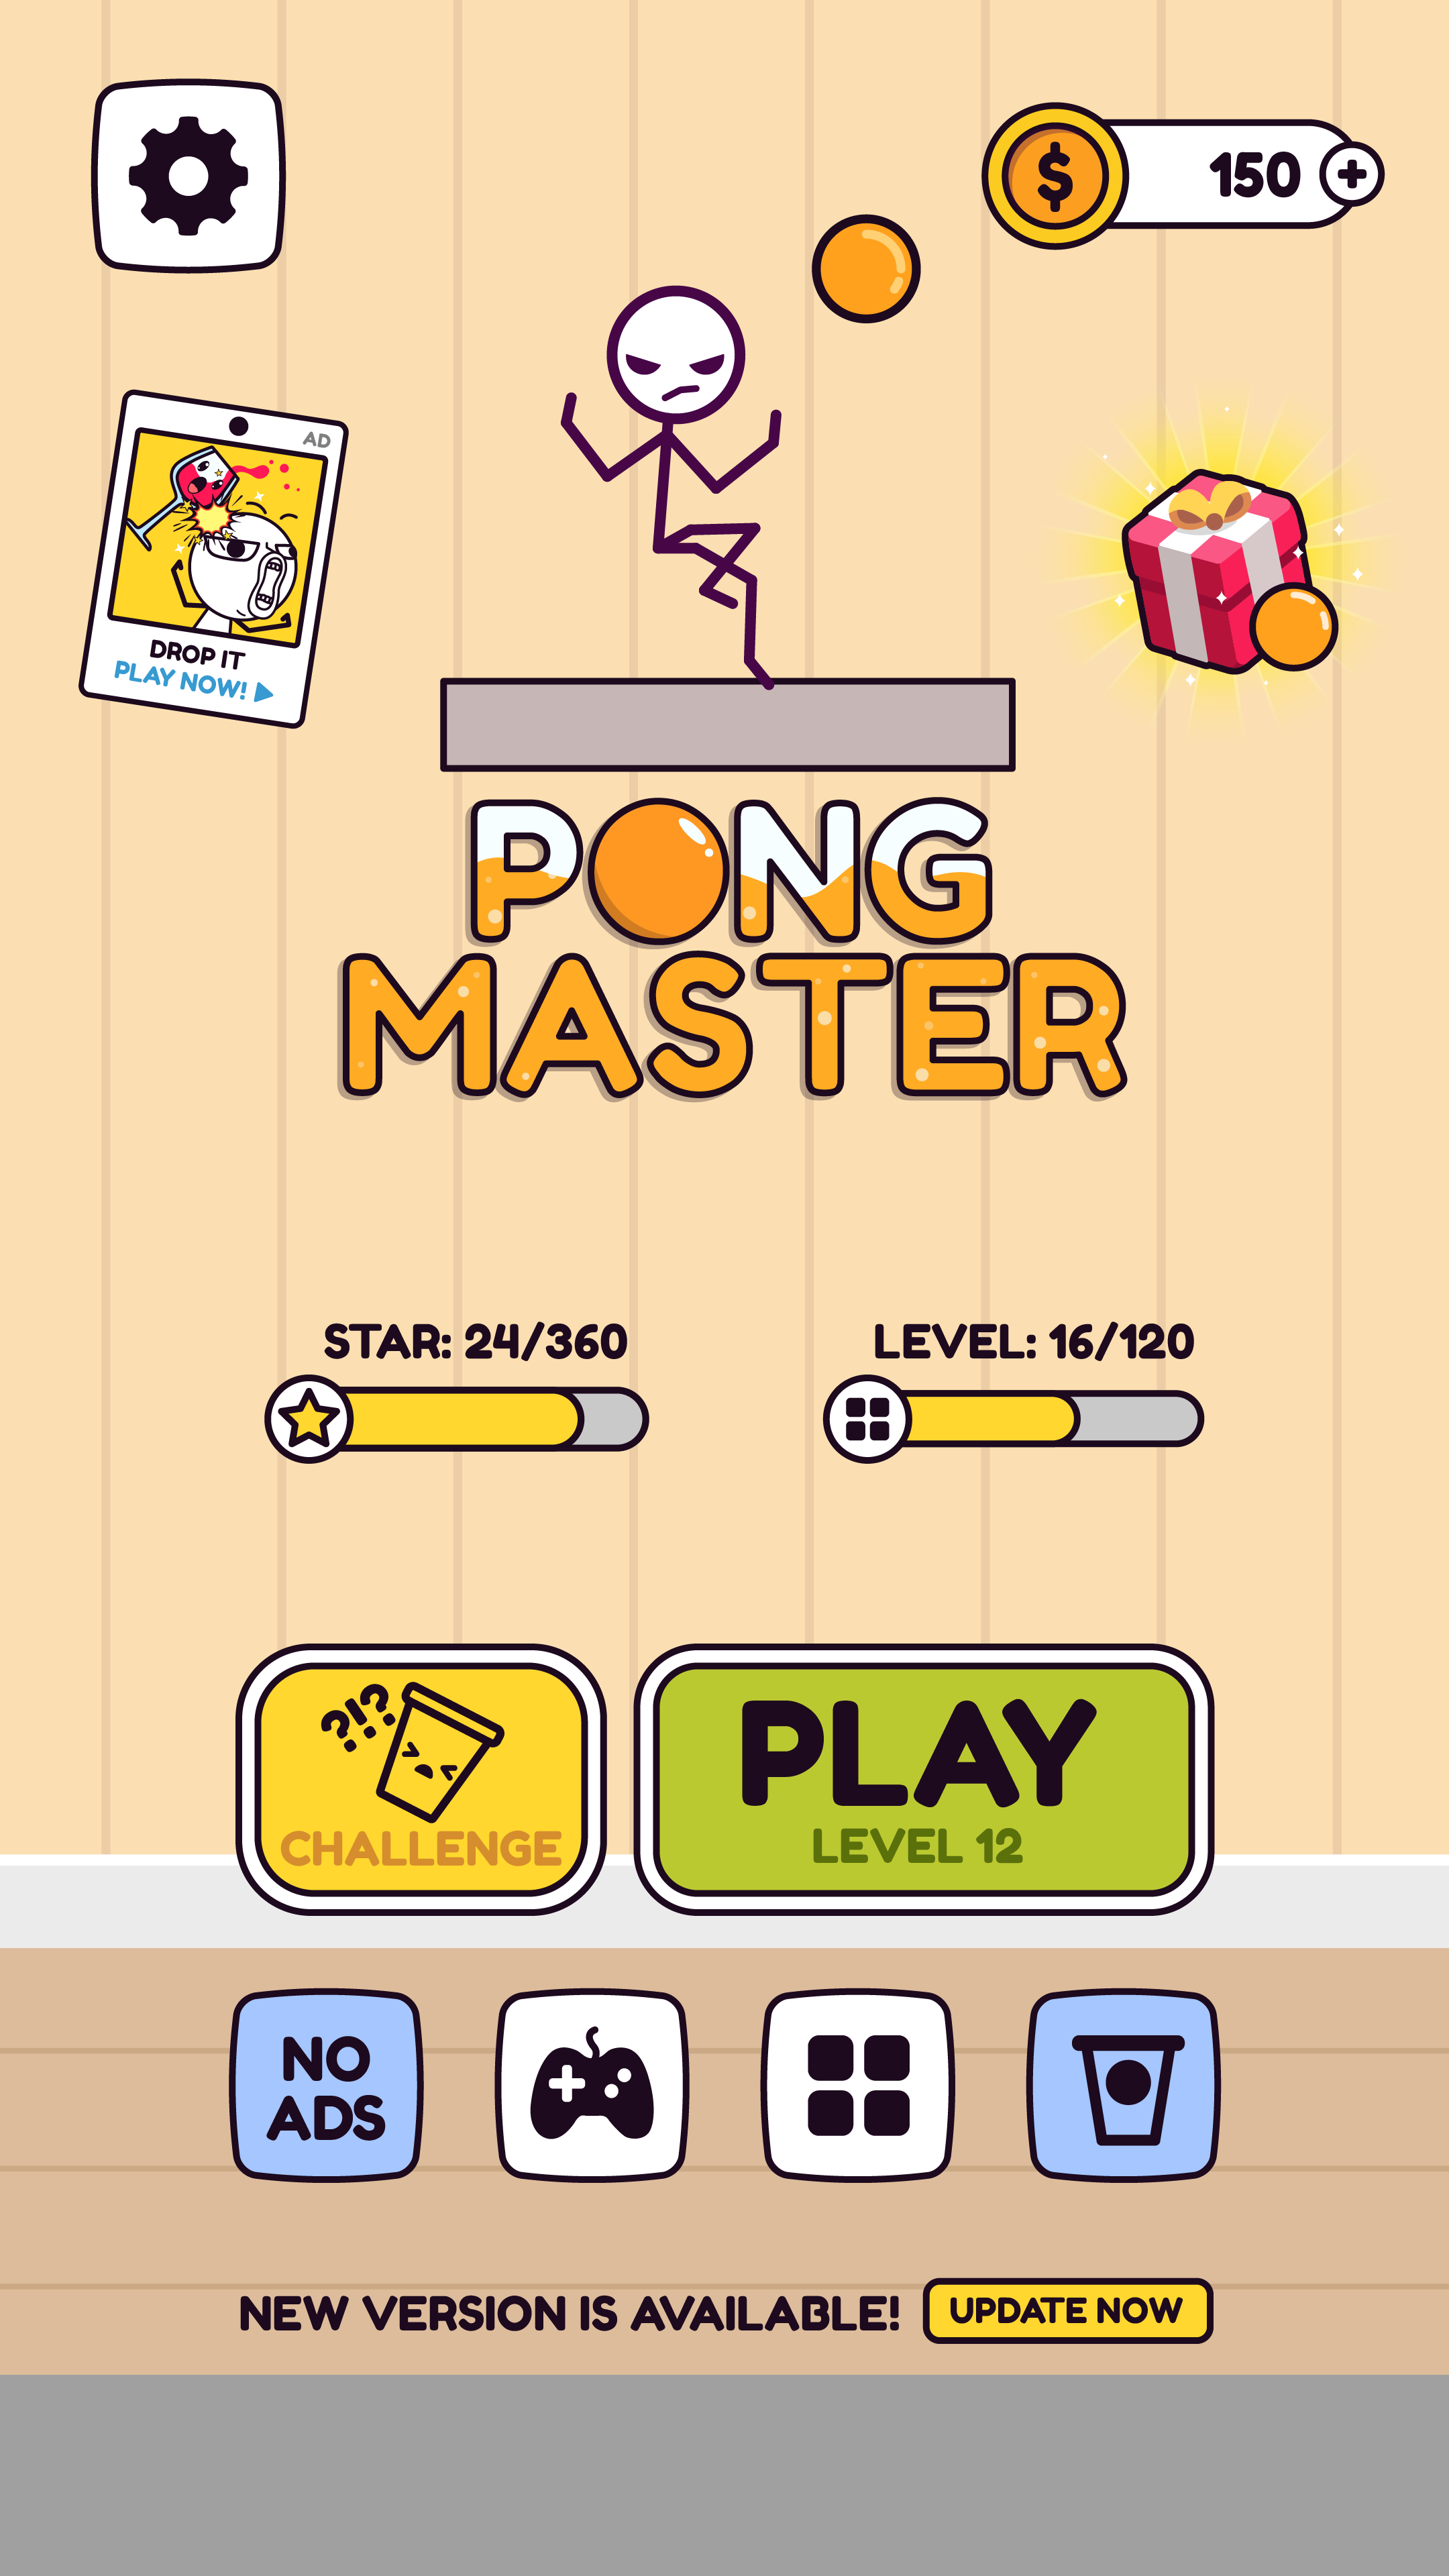 $
150
AD
DROP IT
PLAY NOW!
PONG
MASTER
STAR: 24/360
LEVEL: 16/120
?!?
CHALLENGE
PLAY
LEVEL 12
NO
ADS
NEW VERSION IS AVAILABLE!
UPDATE NOW